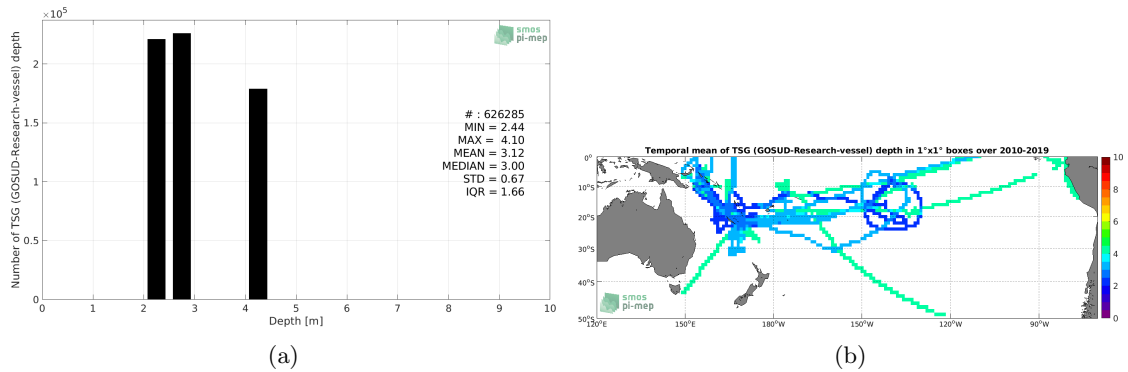 ×10⁵
smos
pi-mep
2
1.5
1
0.5
0
Number of TSG (GOSUD-Research-vessel) depth
# : 626285
MIN = 2.44
MAX = 4.10
MEAN = 3.12
MEDIAN = 3.00
STD = 0.67
IQR = 1.66
0 1 2 3 4 5 6 7 8 9 10
Depth [m]
(a)
Temporal mean of TSG (GOSUD-Research-vessel) depth in 1°x1° boxes over 2010-2019
0°
10°S
20°S
30°S
40°S
50°S
smos
pi-mep
120°E 150°E 180°W 150°W 120°W 90°W
10
8
6
4
2
0
(b)